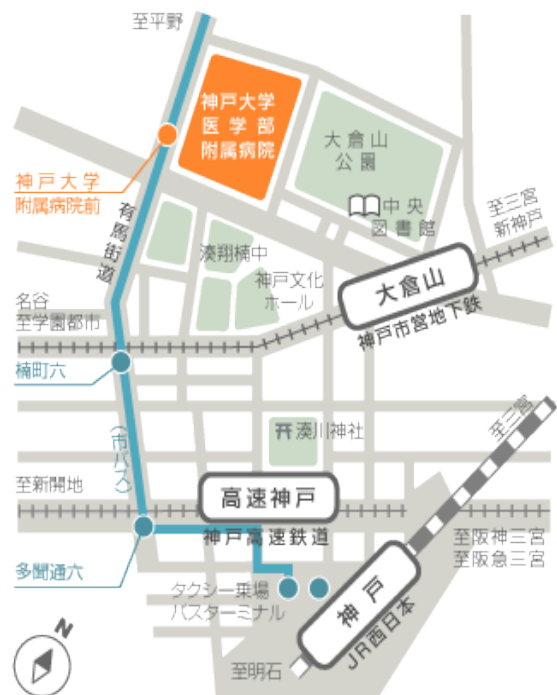 至平野
神戸大学
医学部
附属病院
大倉山
公園
神戸大学
附属病院前
有馬街道
中央
図書館
至三宮
新神戸
湊翔楠中
神戸文化
ホール
大倉山
神戸市営地下鉄
名谷
至学園都市
楠町六
(市バス)
至三宮
湊川神社
至新開地
高速神戸
神戸高速鉄道
至阪神三宮
至阪急三宮
多聞通六
タクシー乗場
バスターミナル
神戸
JR西日本
至明石
N